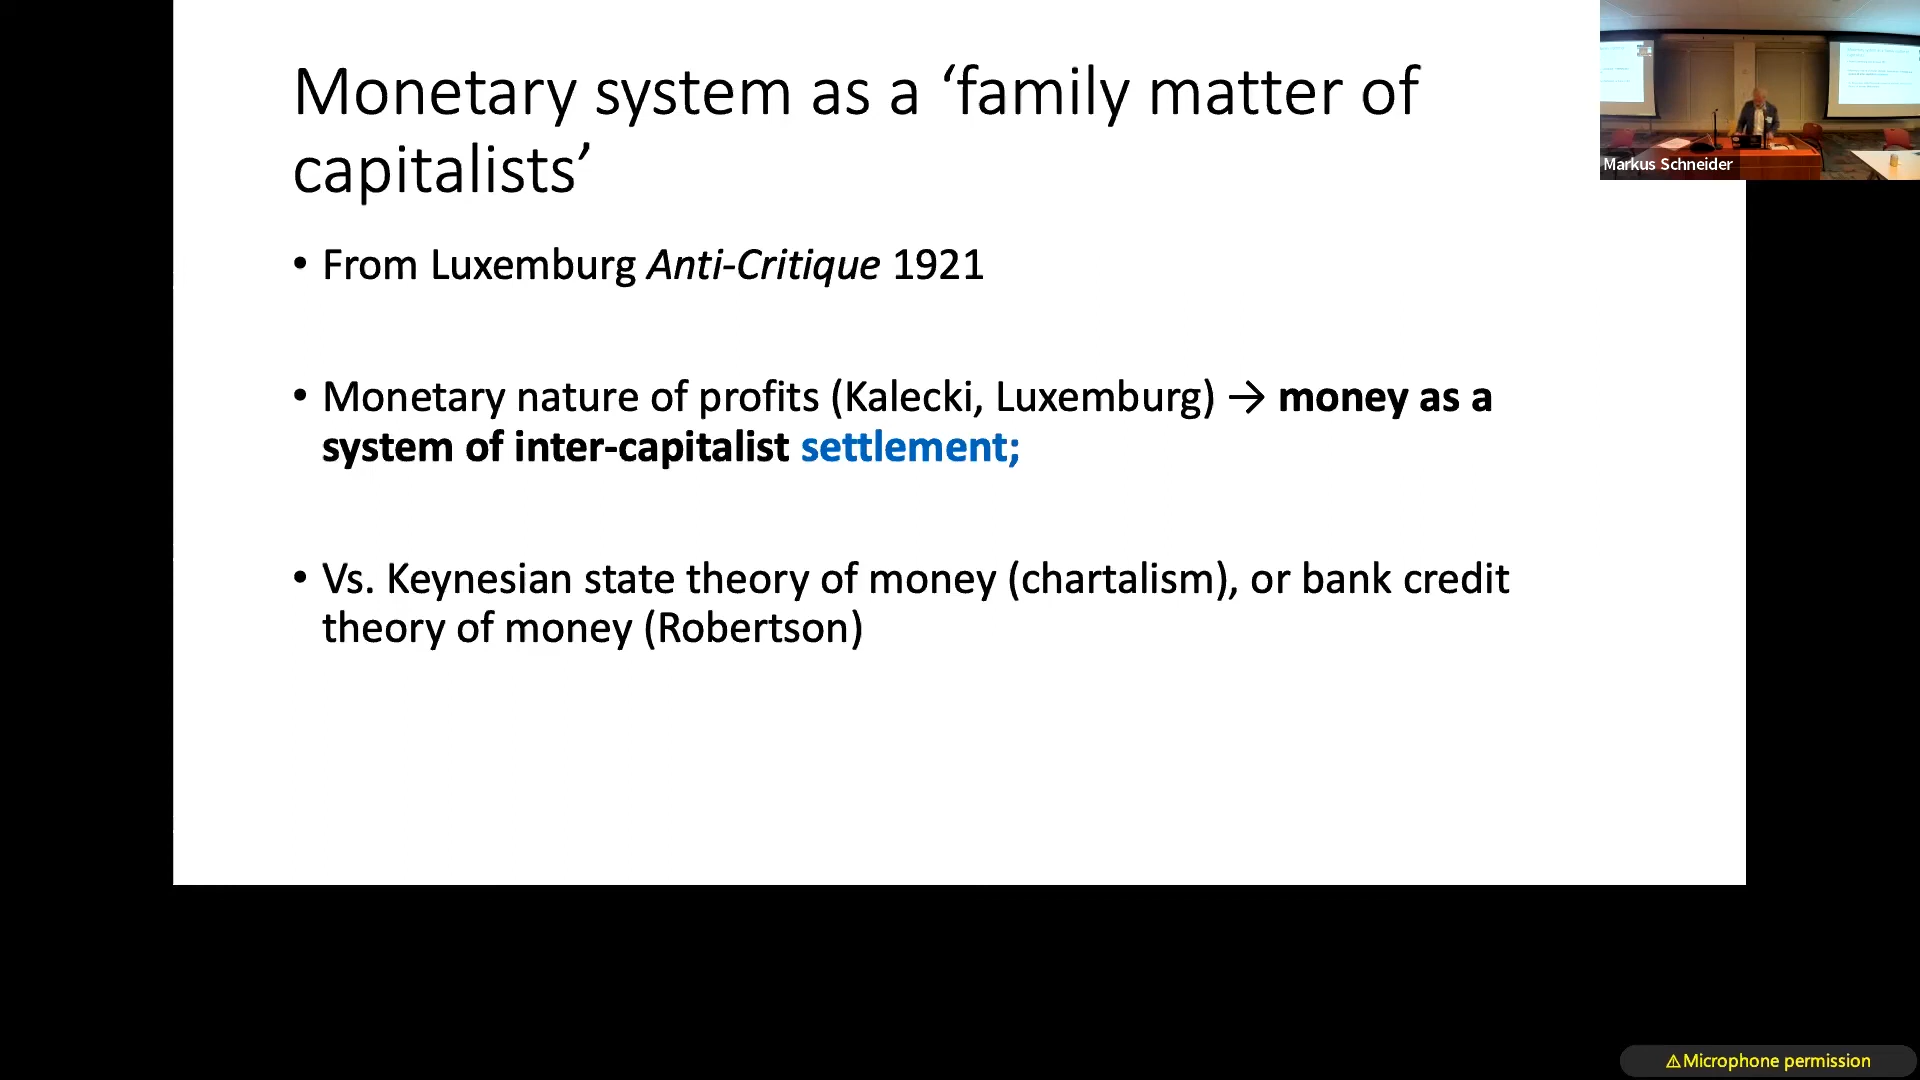 Monetary system as a ‘family matter of
capitalists’
• From Luxemburg Anti-Critique 1921
• Monetary nature of profits (Kalecki, Luxemburg) → money as a
system of inter-capitalist settlement;
• Vs. Keynesian state theory of money (chartalism), or bank credit
theory of money (Robertson)
Markus Schneider
⚠Microphone permission